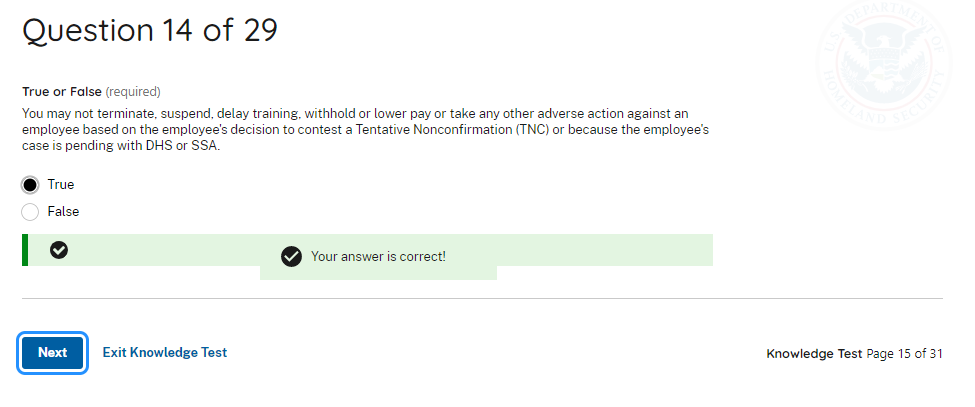 Question 14 of 29
U.S. DEPARTMENT OF HOMELAND SECURITY
True or False (required)
You may not terminate, suspend, delay training, withhold or lower pay or take any other adverse action against an
employee based on the employee's decision to contest a Tentative Nonconfirmation (TNC) or because the employee's
case is pending with DHS or SSA.
True
False
Your answer is correct!
Next
Exit Knowledge Test
Knowledge Test Page 15 of 31